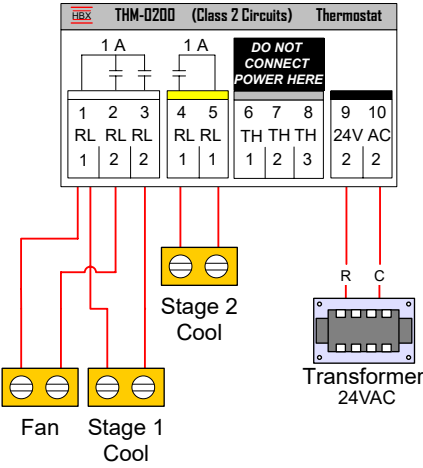 HBX THM-0200 (Class 2 Circuits) Thermostat
1 A 1 A DO NOT
CONNECT
POWER HERE
1 2 3 4 5 6 7 8 9 10
RL RL RL RL RL TH TH TH 24V AC
1 2 2 1 1 1 2 3 2 2
R C
Stage 2
Cool
Transformer
24VAC
Fan Stage 1
Cool